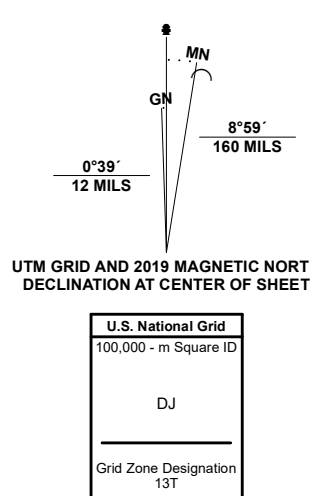 MN
GN
8°59´
160 MILS
0°39´
12 MILS
UTM GRID AND 2019 MAGNETIC NORT
DECLINATION AT CENTER OF SHEET
U.S. National Grid
100,000 - m Square ID
DJ
Grid Zone Designation
13T